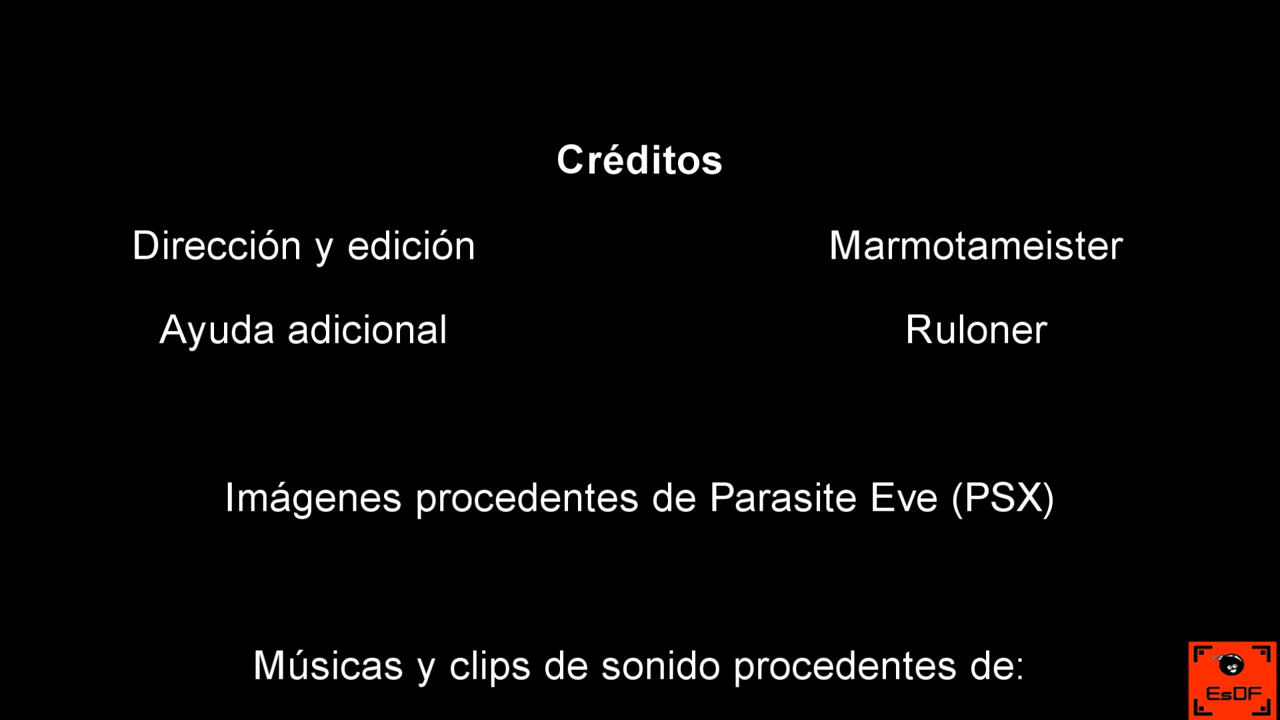 Créditos
Dirección y edición Marmotameister
Ayuda adicional Ruloner
Imágenes procedentes de Parasite Eve (PSX)
Músicas y clips de sonido procedentes de:
EsDF